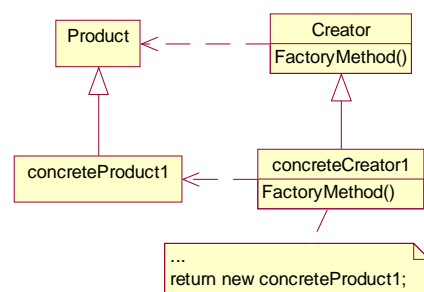 Product
Creator
FactoryMethod()
concreteProduct1
concreteCreator1
FactoryMethod()
...
return new concreteProduct1;